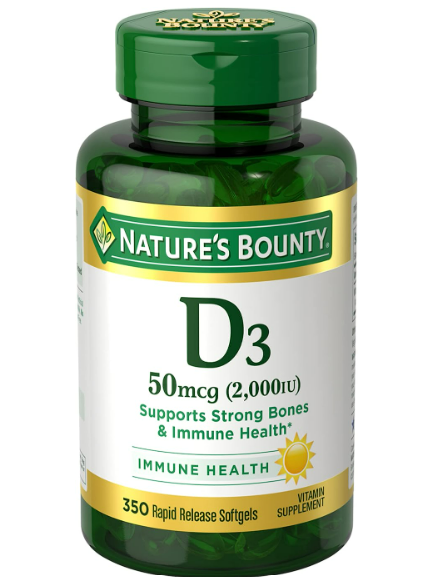 NATURE'S BOUNTY
NATURE'S BOUNTY®
D3
50mcg (2,000IU)
Supports Strong Bones
& Immune Health*
IMMUNE HEALTH
350 Rapid Release Softgels
VITAMIN
SUPPLEMENT